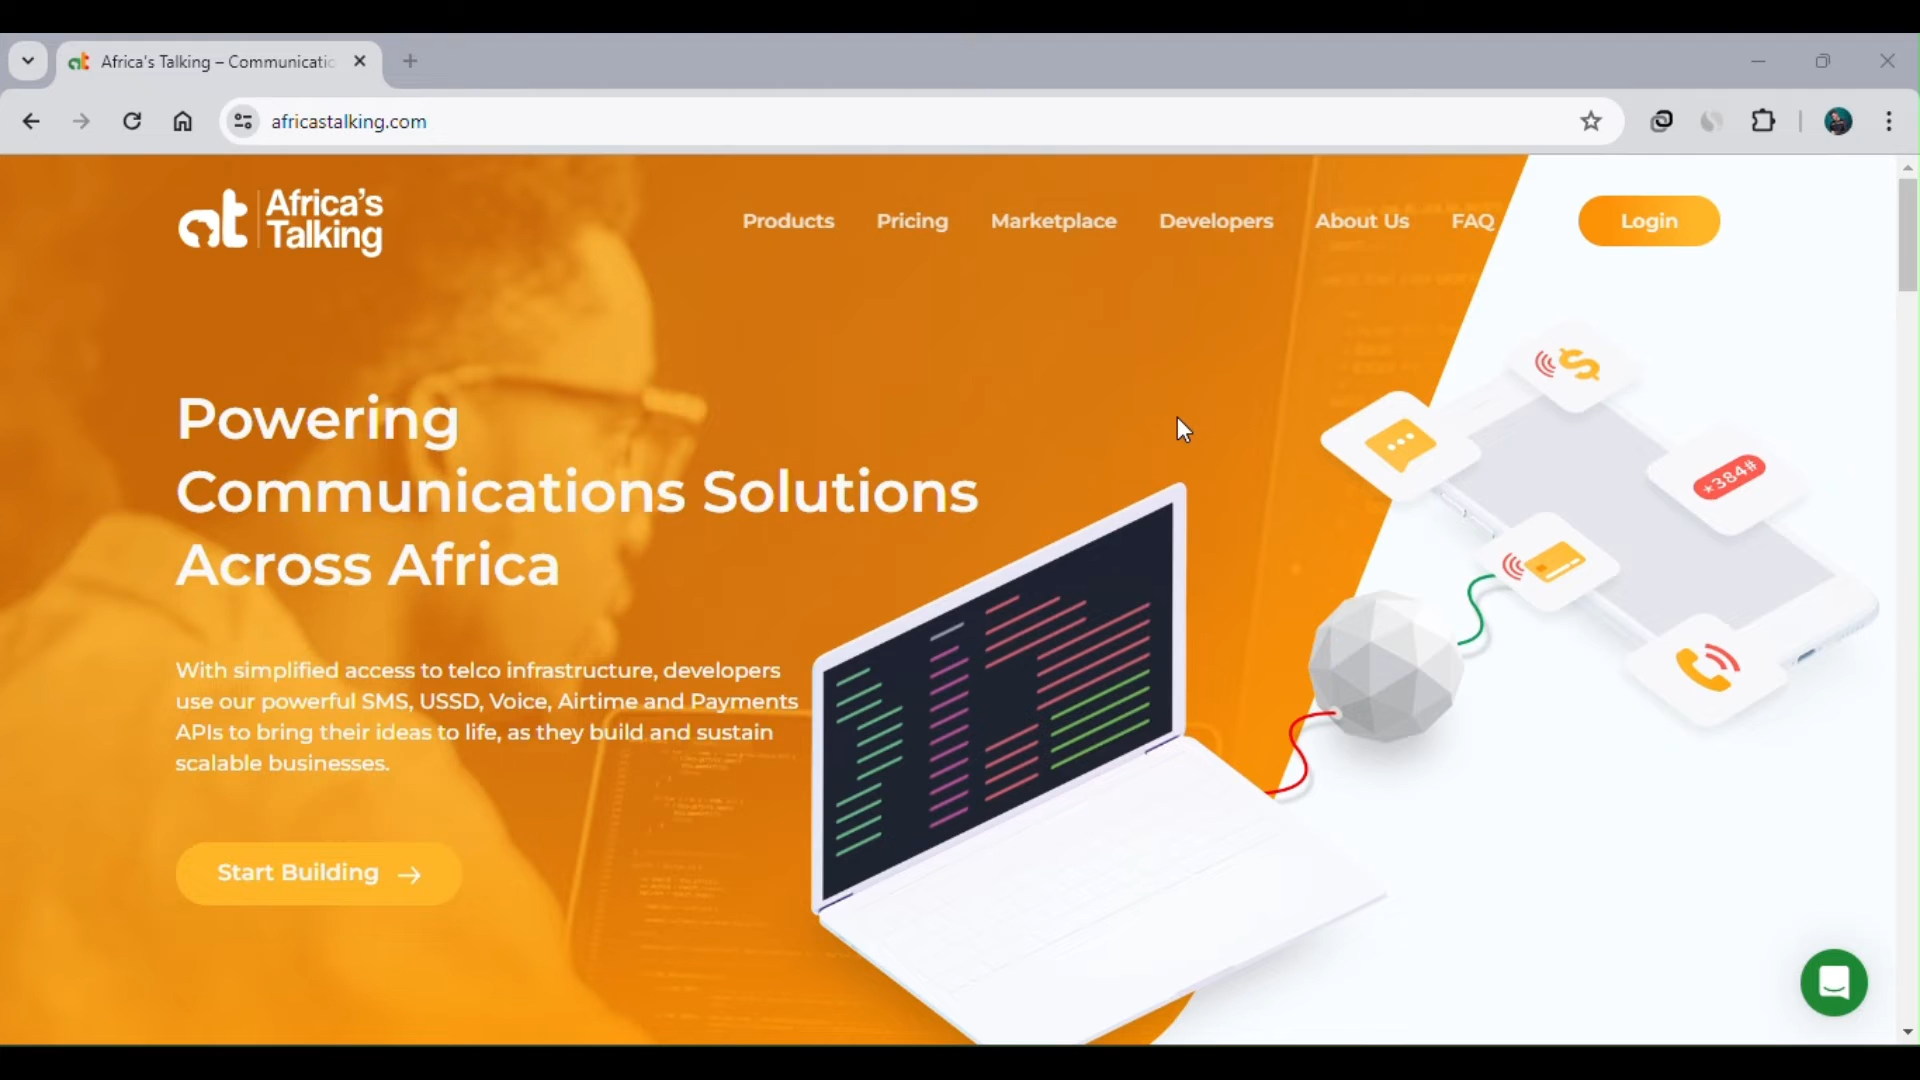 Africa's Talking – Communicatic
africastalking.com
at Africa's
Talking
Products Pricing Marketplace Developers About Us FAQ Login
Powering
Communications Solutions
Across Africa
With simplified access to telco infrastructure, developers
use our powerful SMS, USSD, Voice, Airtime and Payments
APIs to bring their ideas to life, as they build and sustain
scalable businesses.
Start Building →
$
*384#